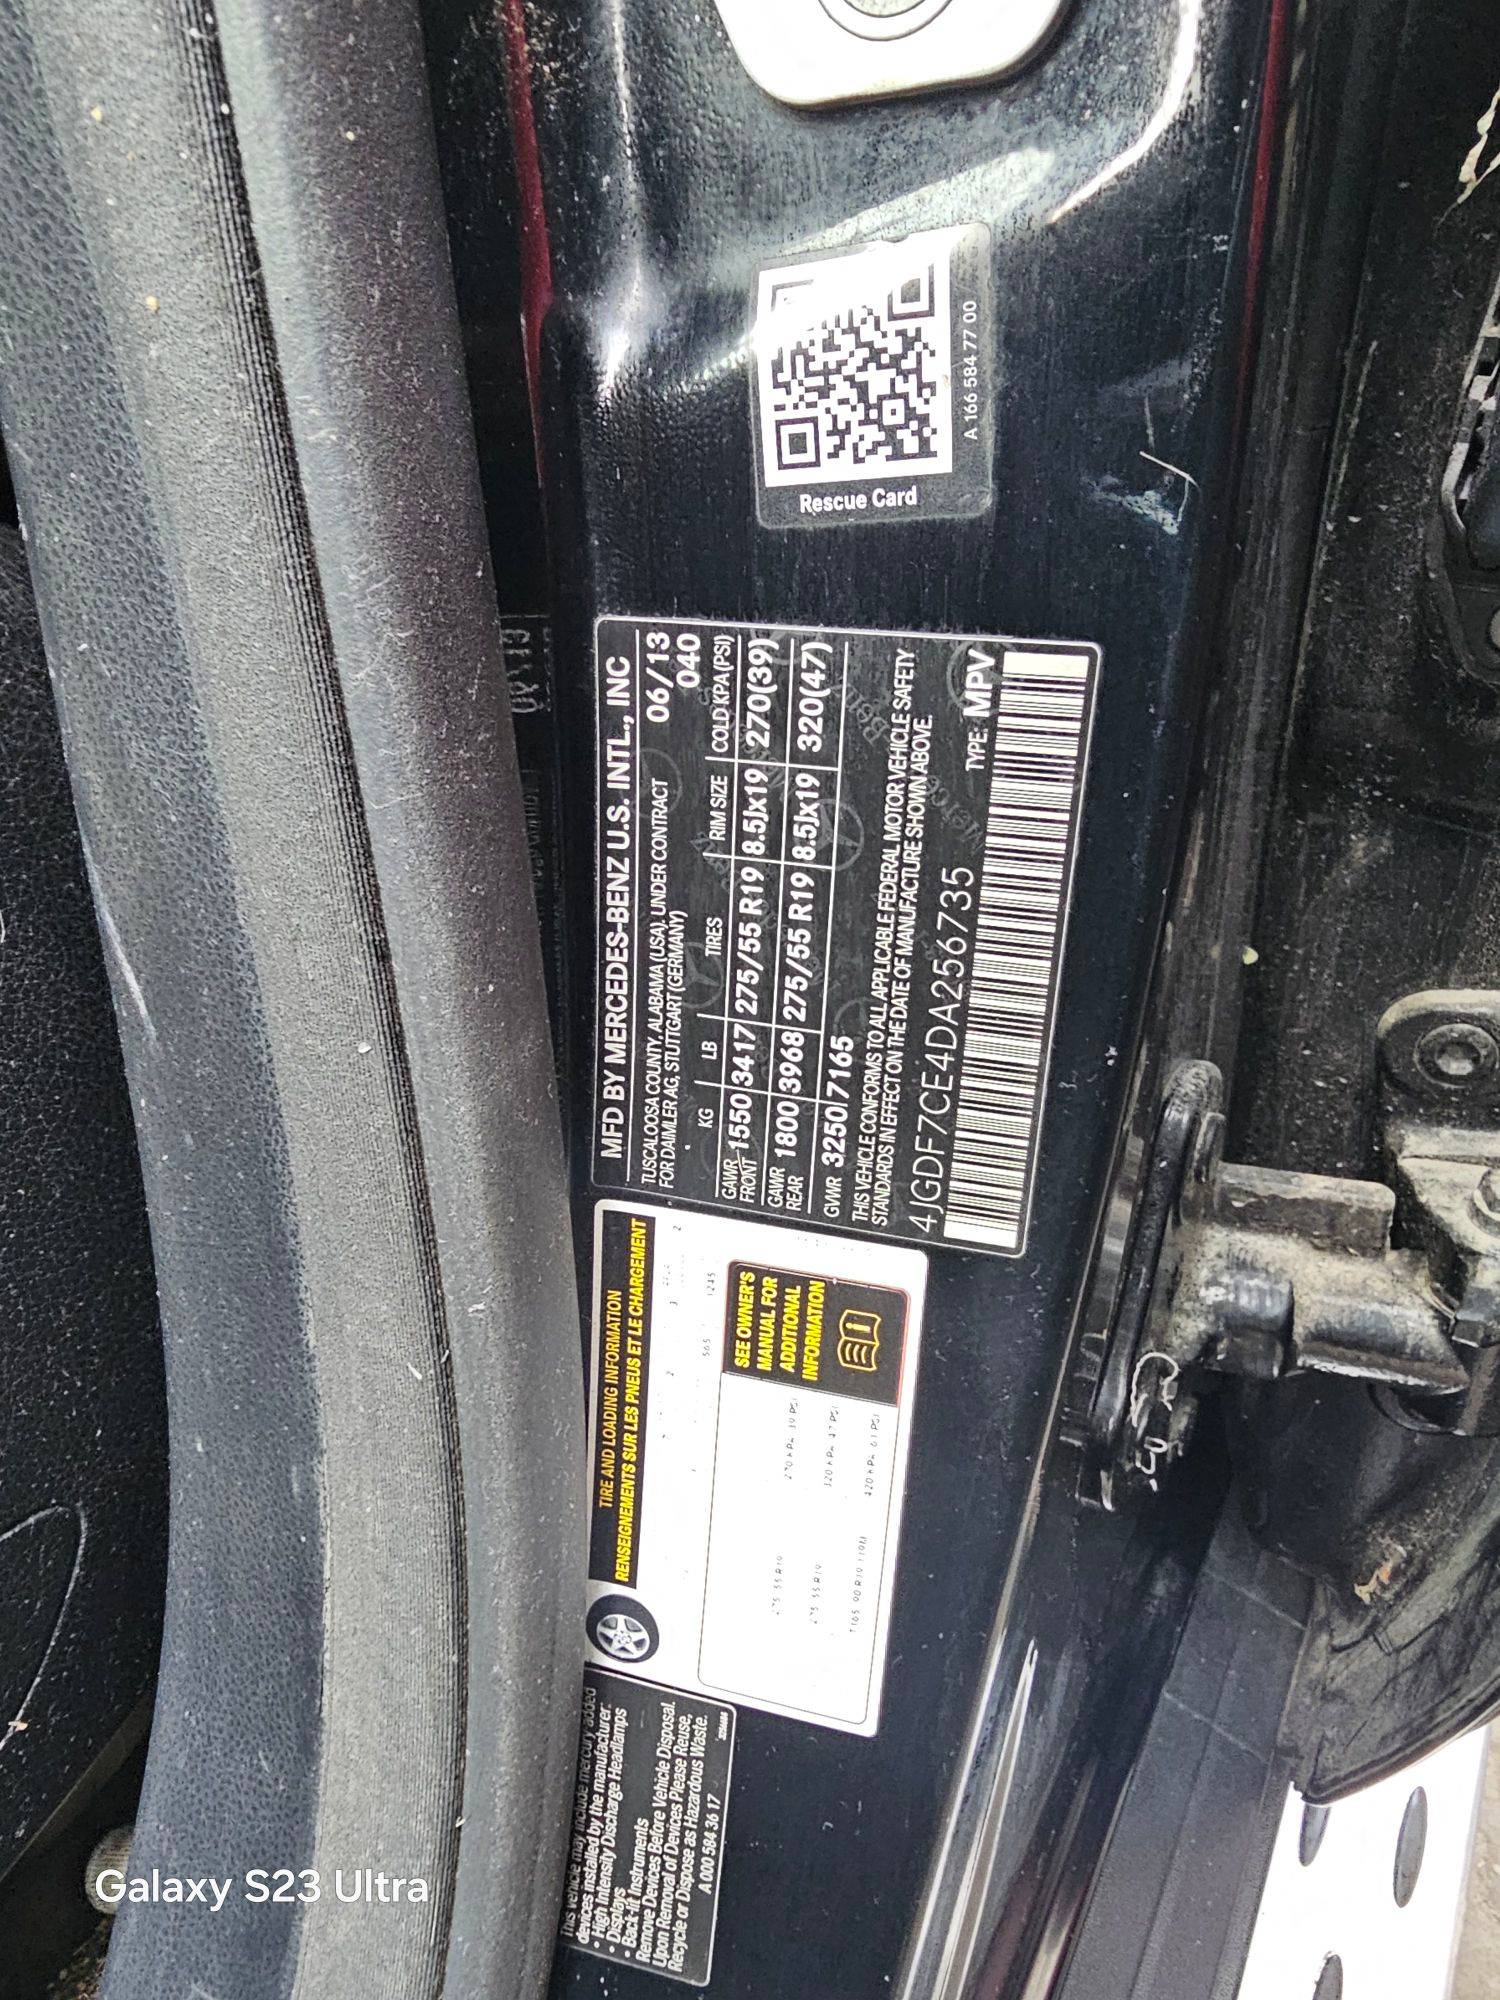 Rescue Card
A 166 584 77 00
MFD BY MERCEDES-BENZ U.S. INTL., INC
TUSCALOOSA COUNTY, ALABAMA (USA). UNDER CONTRACT 06/13
FOR DAIMLER AG, STUTTGART (GERMANY) 040
KG LB TIRES RIM SIZE COLD KPA (PSI)
GAWR FRONT 1550 3417 275/55 R19 8.5Jx19 270(39)
GAWR REAR 1800 3968 275/55 R19 8.5Jx19 320(47)
GVWR 3250 7165
THIS VEHICLE CONFORMS TO ALL APPLICABLE FEDERAL MOTOR VEHICLE SAFETY
STANDARDS IN EFFECT ON THE DATE OF MANUFACTURE SHOWN ABOVE.
4JGDF7CE4DA256735 TYPE: MPV
TIRE AND LOADING INFORMATION
RENSEIGNEMENTS SUR LES PNEUS ET LE CHARGEMENT
565 1245
SEE OWNER'S
MANUAL FOR
ADDITIONAL
INFORMATION
This vehicle may include mercury added
devices installed by the manufacturer:
• High Intensity Discharge Headlamps
• Displays
• Back-lit Instruments
Remove Devices Before Vehicle Disposal.
Upon Removal of Devices Please Reuse,
Recycle or Dispose as Hazardous Waste.
A 000 584 36 17
Galaxy S23 Ultra